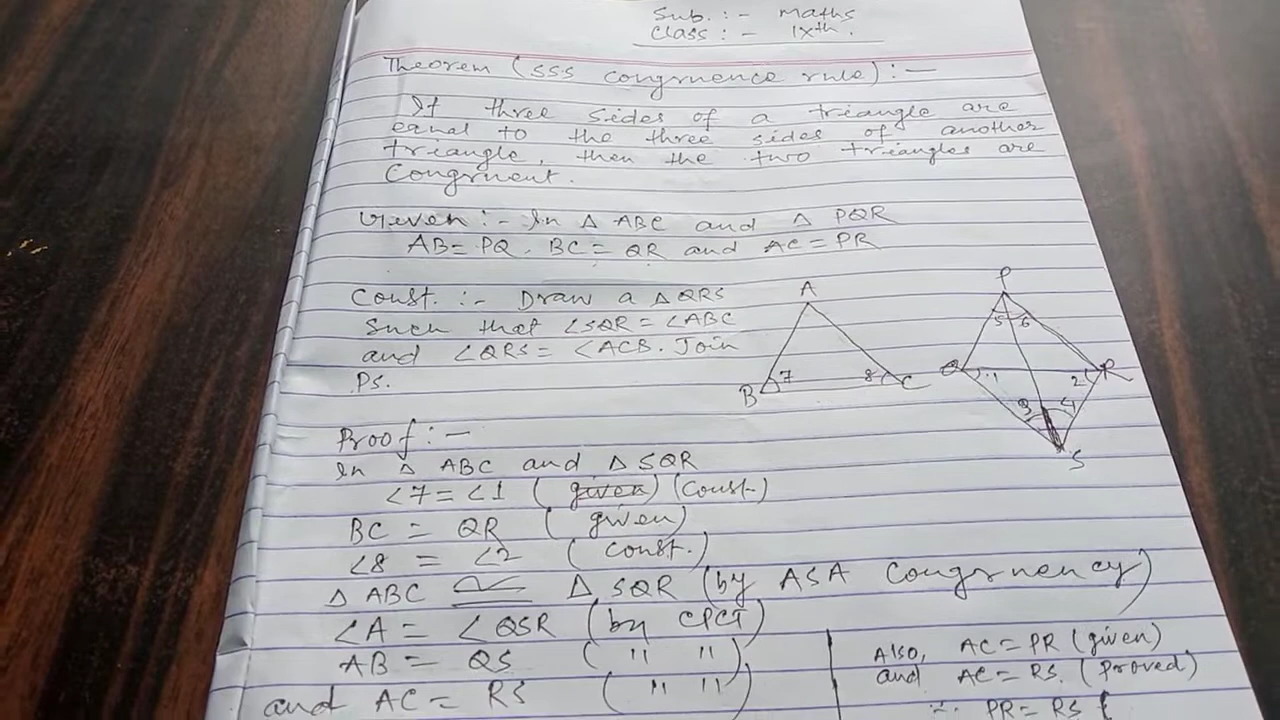 Sub. :- Maths
Class :- IXth.
Theorem (SSS congruence rule) :-
If three sides of a triangle are
equal to the three sides of another
triangle, then the two triangles are
Congruent.
Given :- In △ ABC and △ PQR
AB = PQ, BC = QR and AC = PR
Const. :- Draw a △QRS
Such that ∠SQR = ∠ABC
and ∠QRS = ∠ACB. Join
PS.
A
B 7 8 C
P
5 6
Q 1 2 R
3 4
S
Proof :-
In △ ABC and △ SQR
∠7 = ∠1 (given) (Const.)
BC = QR (given)
∠8 = ∠2 (Const.)
△ ABC ≅ △ SQR (by ASA Congruency)
∠A = ∠QSR (by CPCT)
AB = QS ( " " )
and AC = RS ( " " )
Also, AC = PR (given)
and AC = RS. (Proved)
∴ PR = RS {